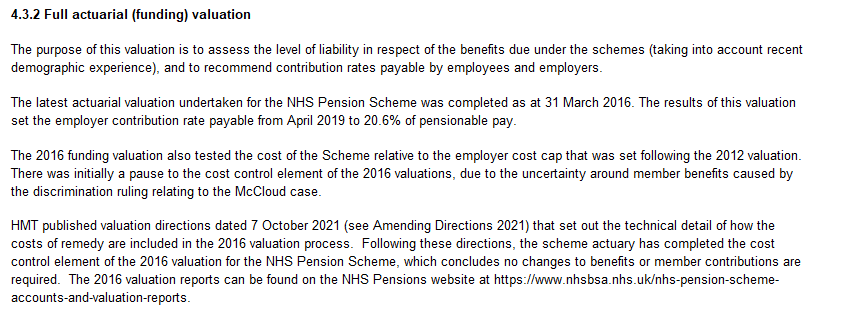 4.3.2 Full actuarial (funding) valuation
The purpose of this valuation is to assess the level of liability in respect of the benefits due under the schemes (taking into account recent
demographic experience), and to recommend contribution rates payable by employees and employers.
The latest actuarial valuation undertaken for the NHS Pension Scheme was completed as at 31 March 2016. The results of this valuation
set the employer contribution rate payable from April 2019 to 20.6% of pensionable pay.
The 2016 funding valuation also tested the cost of the Scheme relative to the employer cost cap that was set following the 2012 valuation.
There was initially a pause to the cost control element of the 2016 valuations, due to the uncertainty around member benefits caused by
the discrimination ruling relating to the McCloud case.
HMT published valuation directions dated 7 October 2021 (see Amending Directions 2021) that set out the technical detail of how the
costs of remedy are included in the 2016 valuation process.  Following these directions, the scheme actuary has completed the cost
control element of the 2016 valuation for the NHS Pension Scheme, which concludes no changes to benefits or member contributions are
required.  The 2016 valuation reports can be found on the NHS Pensions website at https://www.nhsbsa.nhs.uk/nhs-pension-scheme-
accounts-and-valuation-reports.